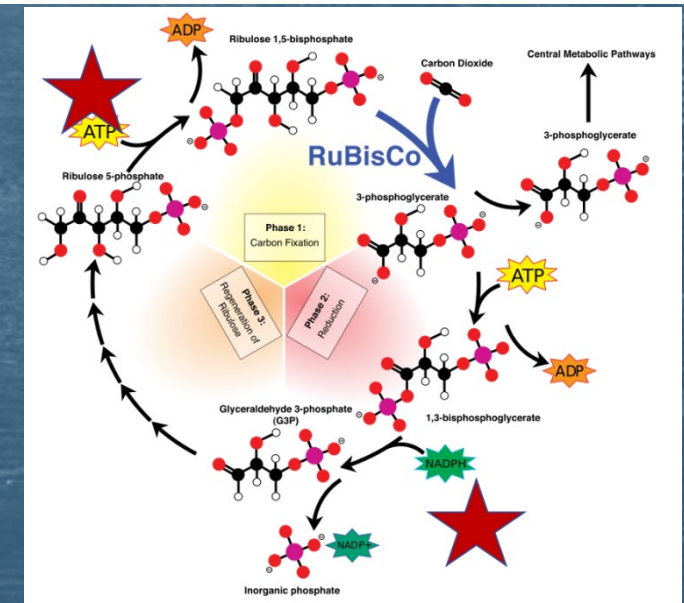 ADP
Ribulose 1,5-bisphosphate
Carbon Dioxide
Central Metabolic Pathways
ATP
RuBisCo
3-phosphoglycerate
Ribulose 5-phosphate
3-phosphoglycerate
Phase 1:
Carbon Fixation
Phase 3:
Regeneration of
Ribulose
Phase 2:
Reduction
ATP
ADP
1,3-bisphosphoglycerate
Glyceraldehyde 3-phosphate
(G3P)
NADPH
NADP+
Inorganic phosphate